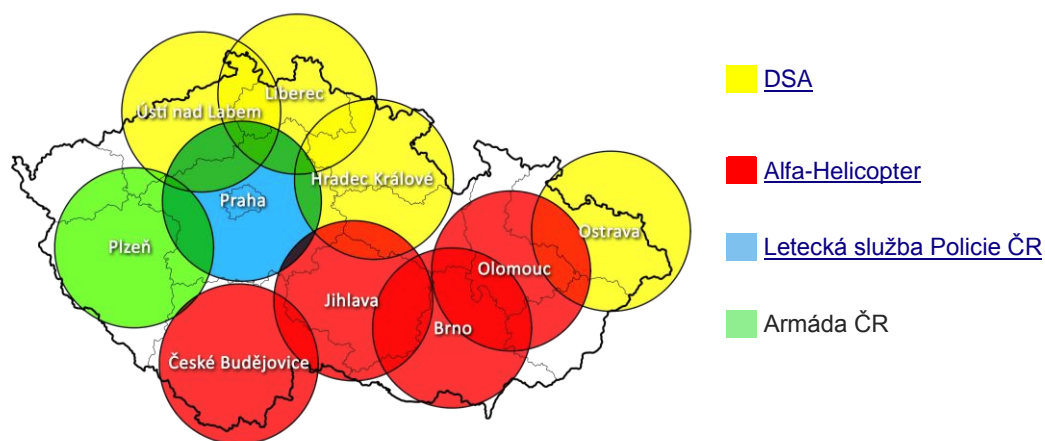 Liberec
Ústí nad Labem
Hradec Králové
Praha
Plzeň
Ostrava
Olomouc
Jihlava
Brno
České Budějovice
DSA
Alfa-Helicopter
Letecká služba Policie ČR
Armáda ČR